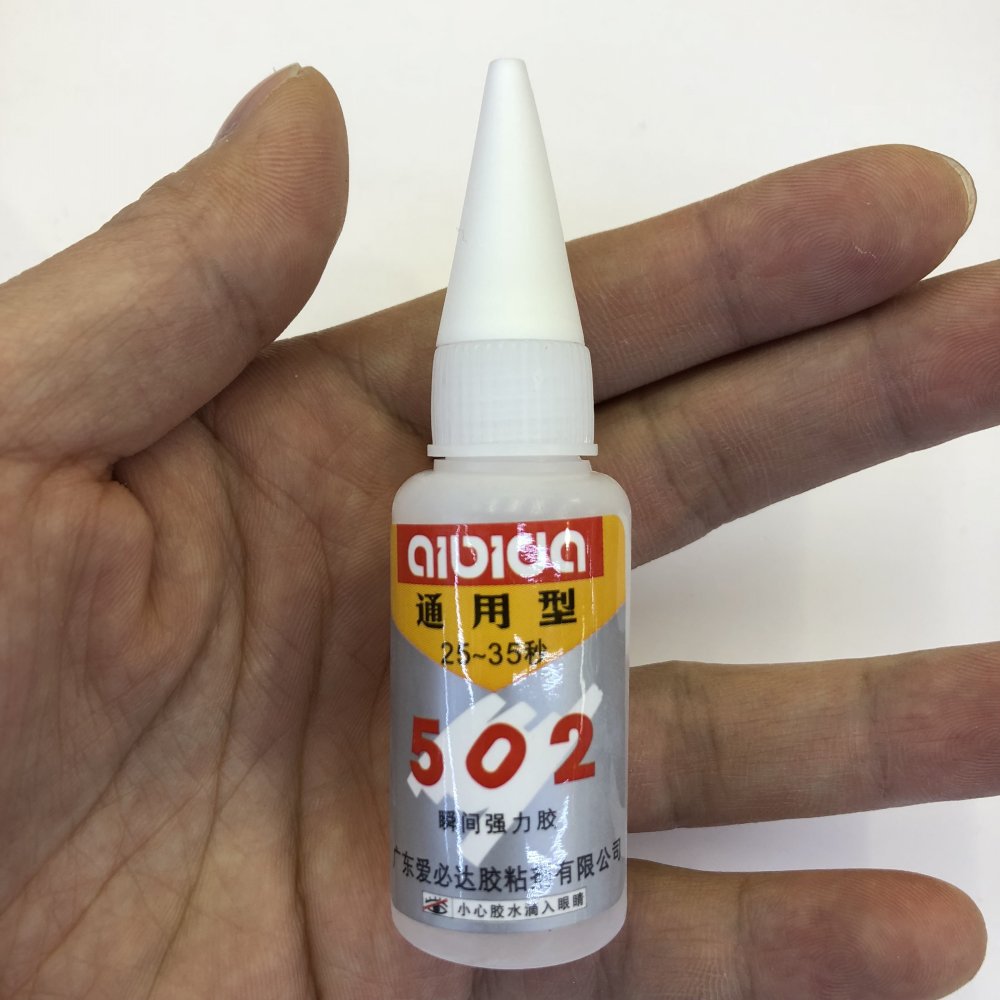 aibida
通用型
25~35秒
502
瞬间强力胶
广东爱必达胶粘 有限公司
小心胶水滴入眼睛